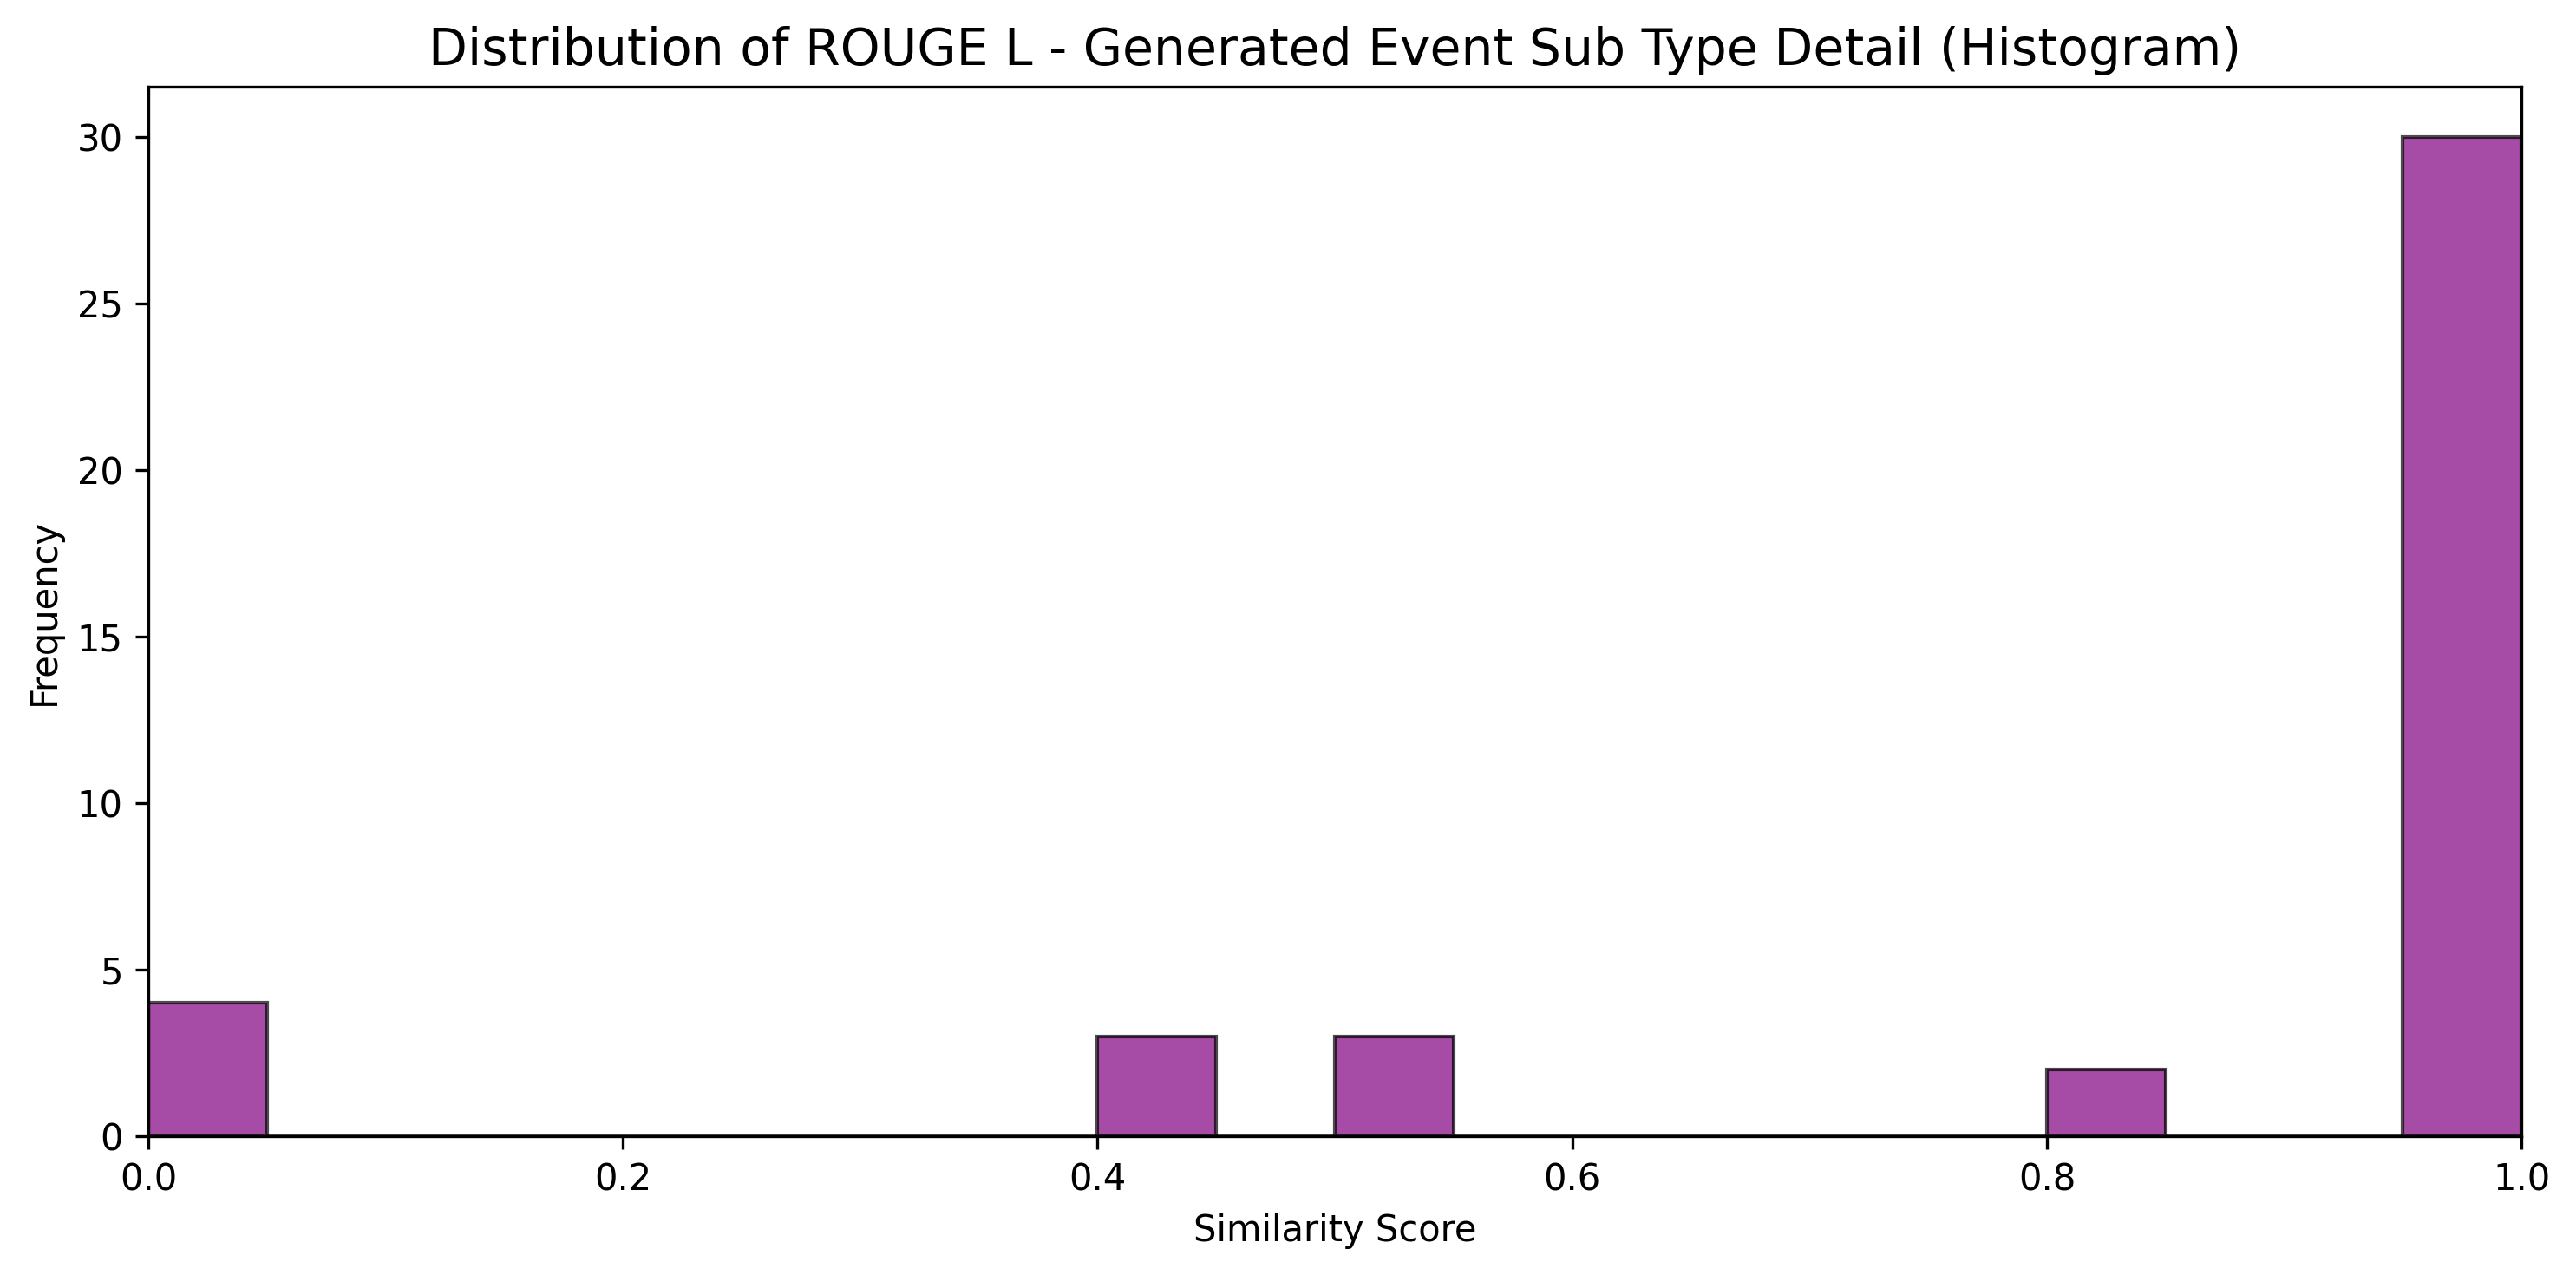 Distribution of ROUGE L - Generated Event Sub Type Detail (Histogram)
30
25
20
15
10
5
0
Frequency
0.0 0.2 0.4 0.6 0.8 1.0
Similarity Score